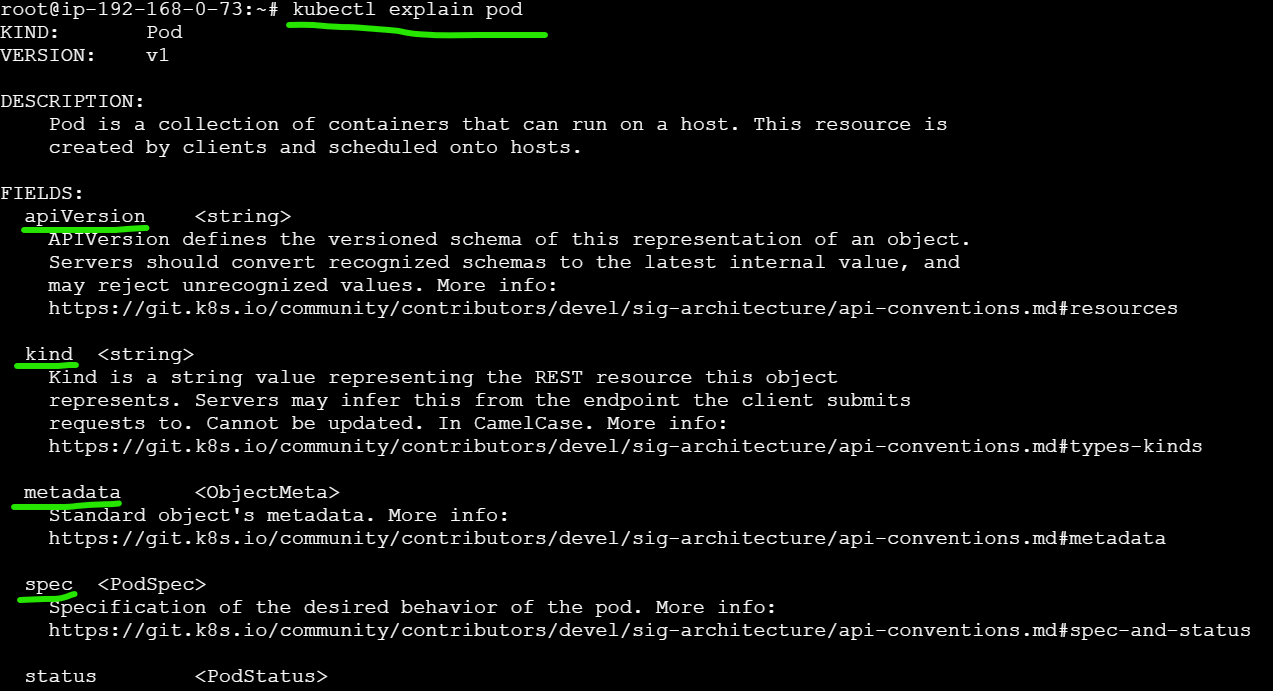 root@ip-192-168-0-73:~# kubectl explain pod
KIND:       Pod
VERSION:    v1
DESCRIPTION:
    Pod is a collection of containers that can run on a host. This resource is
    created by clients and scheduled onto hosts.
FIELDS:
  apiVersion    <string>
    APIVersion defines the versioned schema of this representation of an object.
    Servers should convert recognized schemas to the latest internal value, and
    may reject unrecognized values. More info:
    https://git.k8s.io/community/contributors/devel/sig-architecture/api-conventions.md#resources
  kind  <string>
    Kind is a string value representing the REST resource this object
    represents. Servers may infer this from the endpoint the client submits
    requests to. Cannot be updated. In CamelCase. More info:
    https://git.k8s.io/community/contributors/devel/sig-architecture/api-conventions.md#types-kinds
  metadata      <ObjectMeta>
    Standard object's metadata. More info:
    https://git.k8s.io/community/contributors/devel/sig-architecture/api-conventions.md#metadata
  spec  <PodSpec>
    Specification of the desired behavior of the pod. More info:
    https://git.k8s.io/community/contributors/devel/sig-architecture/api-conventions.md#spec-and-status
  status        <PodStatus>